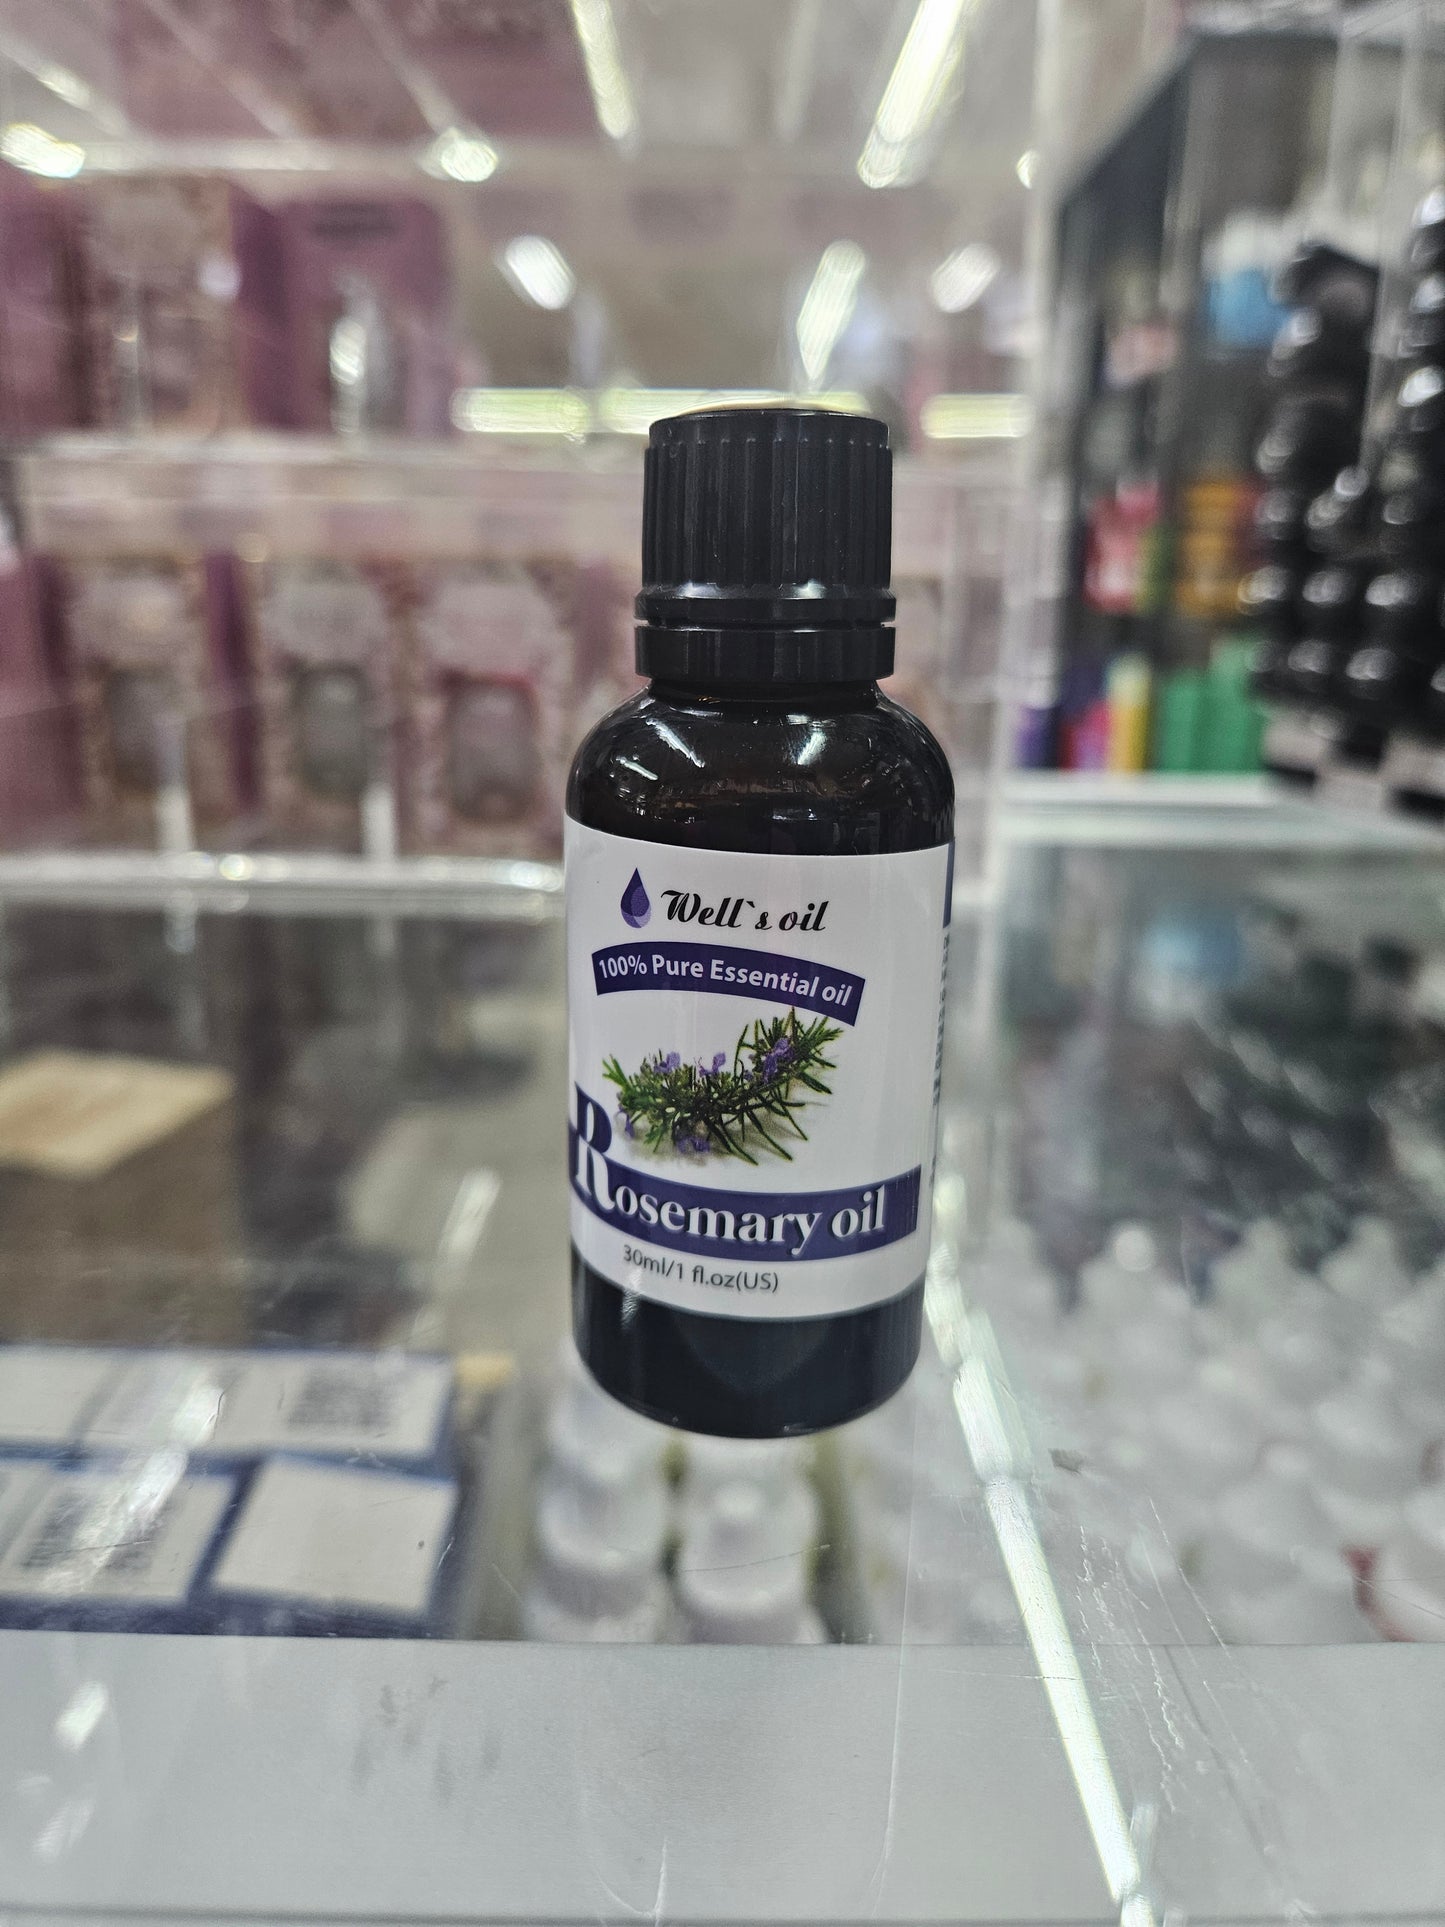 Well`s oil
100% Pure Essential oil
Rosemary oil
30ml/1 fl.oz(US)